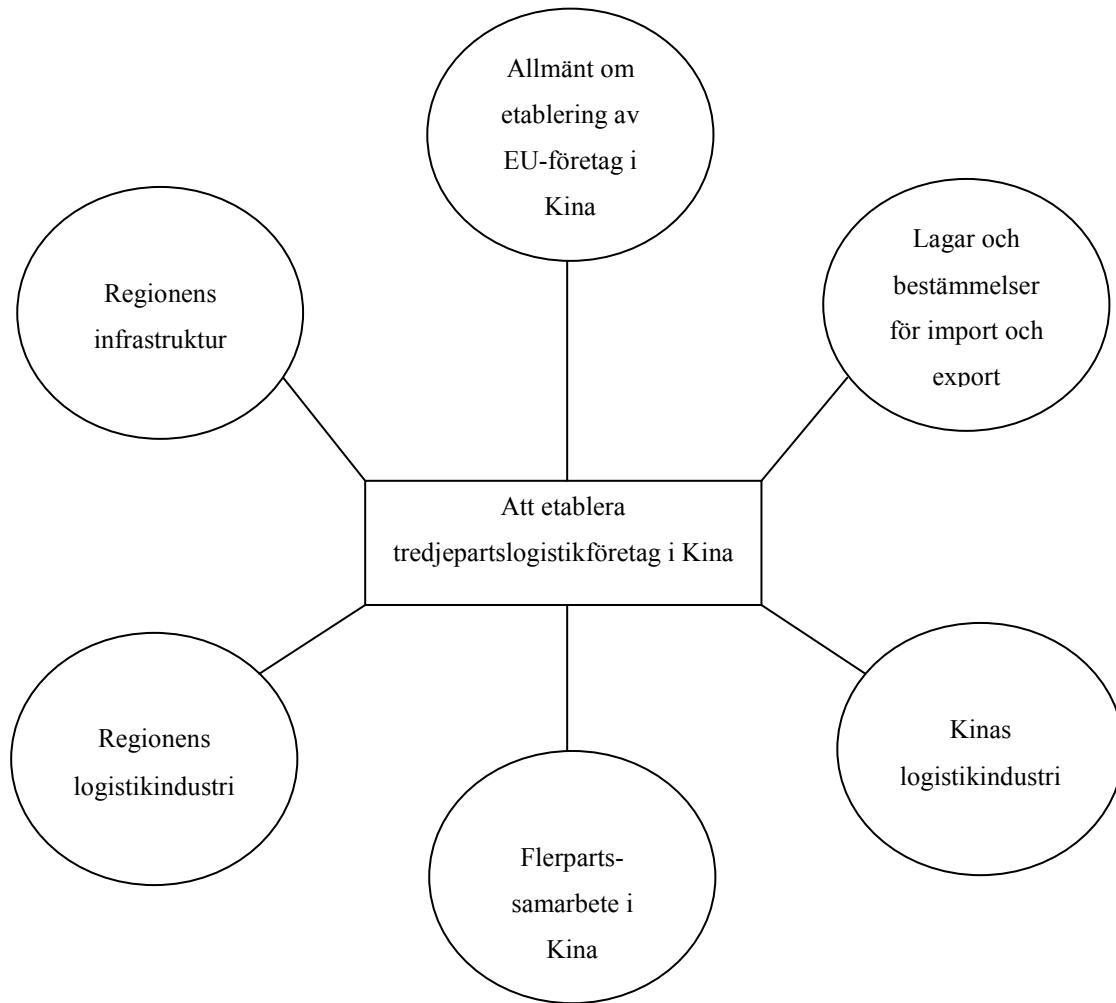 Allmänt om
etablering av
EU-företag i
Kina
Regionens
infrastruktur
Lagar och
bestämmelser
för import och
export
Att etablera
tredjepartslogistikföretag i Kina
Regionens
logistikindustri
Flerparts-
samarbete i
Kina
Kinas
logistikindustri